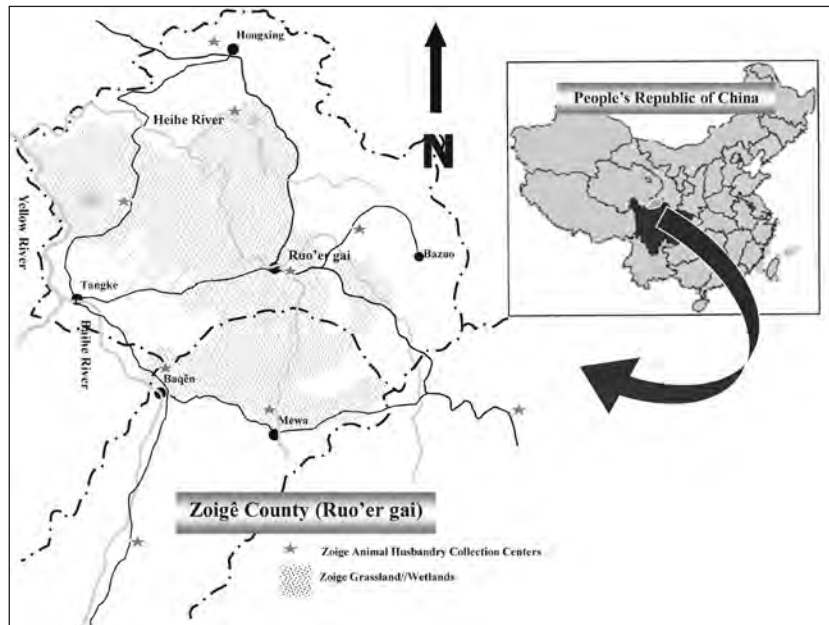 Hongxing
Heihe River
N
People's Republic of China
Yellow River
Ruo'er gai
Bazuo
Tangke
Baihe River
Baqên
Mewa
Zoigê County (Ruo'er gai)
Zoige Animal Husbandry Collection Centers
Zoige Grassland//Wetlands